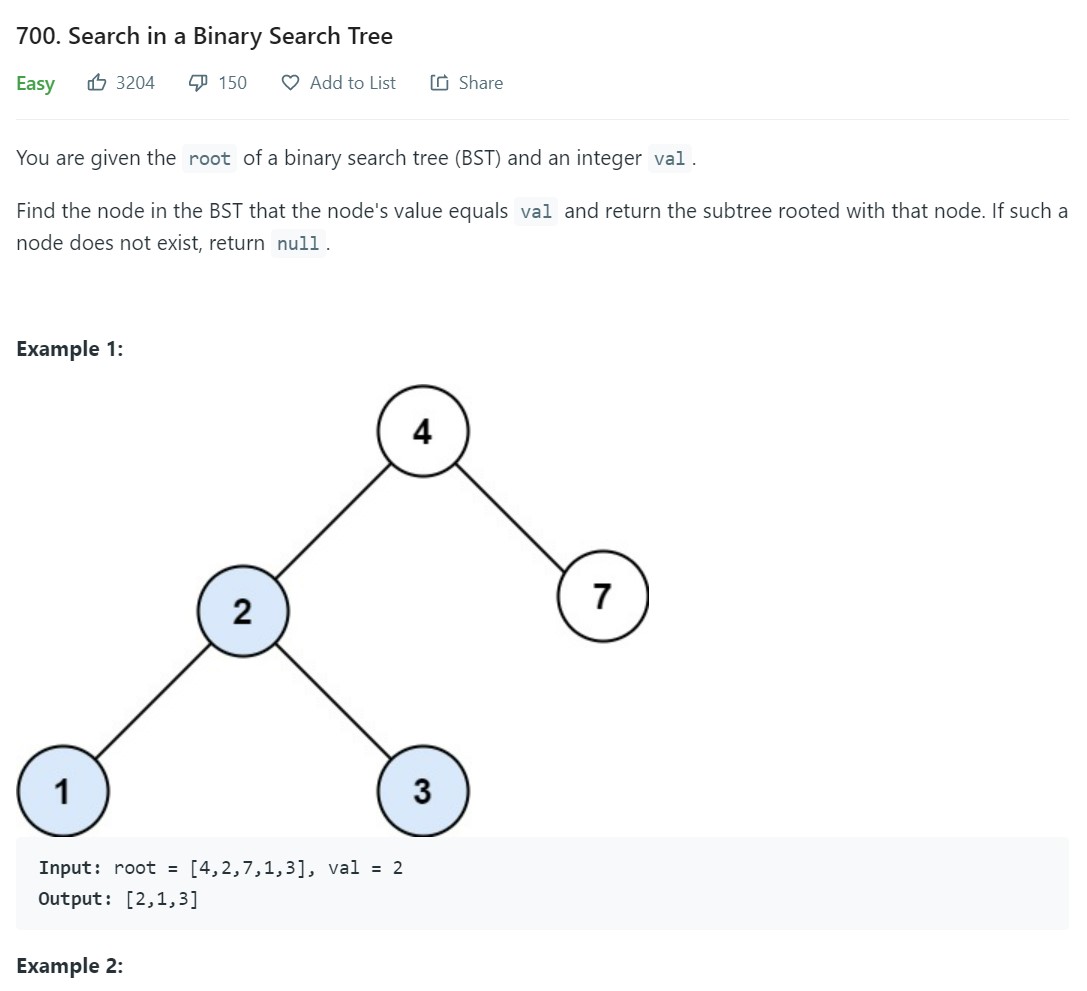 700. Search in a Binary Search Tree
Easy 3204 150 Add to List Share
You are given the root of a binary search tree (BST) and an integer val .
Find the node in the BST that the node's value equals val and return the subtree rooted with that node. If such a
node does not exist, return null .
Example 1:
4
2
7
1
3
Input: root = [4,2,7,1,3], val = 2
Output: [2,1,3]
Example 2: